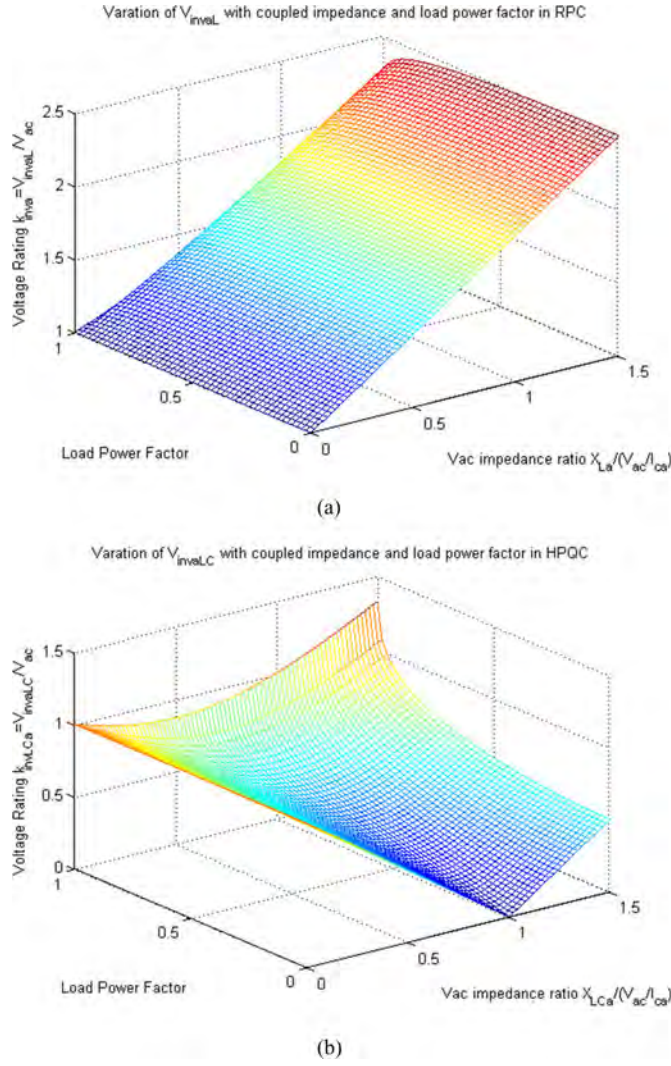 Varation of V_invaL with coupled impedance and load power factor in RPC
Voltage Rating k_inva=V_invaL/V_ac
2.5
2
1.5
1
1
0.5
0
0
0.5
1
1.5
Load Power Factor
Vac impedance ratio X_La/(V_ac/I_ca)
(a)
Varation of V_invaLC with coupled impedance and load power factor in HPQC
Voltage Rating k_invLCa=V_invaLC/V_ac
1.5
1
0.5
0
1
0.5
0
0
0.5
1
1.5
Load Power Factor
Vac impedance ratio X_LCa/(V_ac/I_ca)
(b)